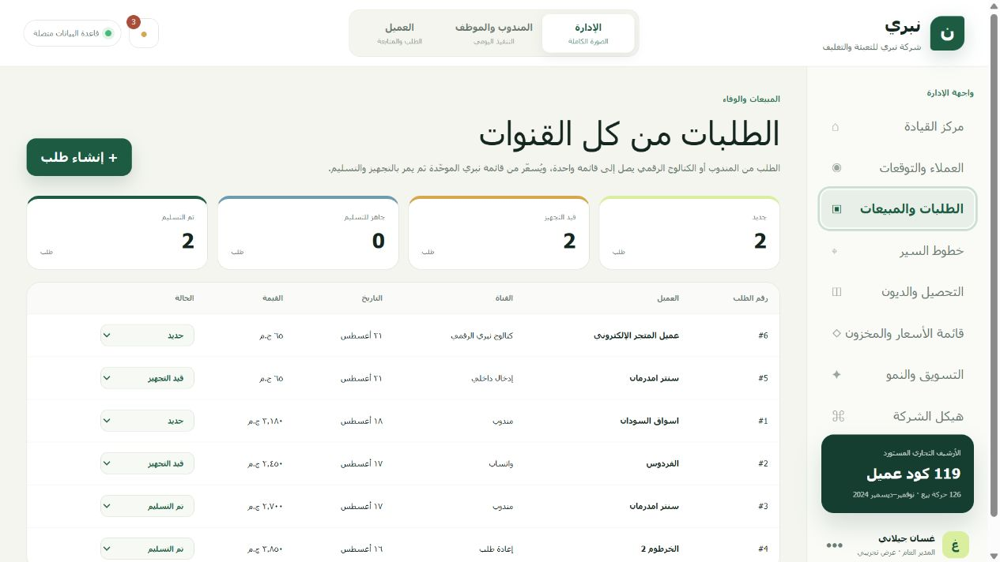 ن
نبري
شركة نبري للتعبئة والتغليف
الإدارة
الصورة الكاملة
المندوب والموظف
التنفيذ اليومي
العميل
الطلب والمتابعة
3
قاعدة البيانات متصلة
واجهة الإدارة
مركز القيادة
العملاء والتوقعات
الطلبات والمبيعات
خطوط السير
التحصيل والديون
قائمة الأسعار والمخزون
التسويق والنمو
هيكل الشركة
الأرشيف التجاري المستورد
119 كود عميل
126 حركة بيع · نوفمبر–ديسمبر 2024
غ
غسان جيلاني
المدير العام · عرض تجريبي
المبيعات والوفاء
الطلبات من كل القنوات
الطلب من المندوب أو الكتالوج الرقمي يصل إلى قائمة واحدة، ويُسعّر من قائمة نبري الموحّدة ثم يمر بالتجهيز والتسليم.
+ إنشاء طلب
جديد
2
طلب
قيد التجهيز
2
طلب
جاهز للتسليم
0
طلب
تم التسليم
2
طلب
رقم الطلب العميل القناة التاريخ القيمة الحالة
#6 عميل المتجر الإلكتروني كتالوج نبري الرقمي ٢١ أغسطس ٦٥ ج.م جديد
#5 سنتر امدرمان إدخال داخلي ٢١ أغسطس ٦٥ ج.م قيد التجهيز
#1 اسواق السودان مندوب ١٨ أغسطس ٣,١٨٠ ج.م جديد
#2 الفردوس واتساب ١٧ أغسطس ٢,٤٥٠ ج.م قيد التجهيز
#3 سنتر امدرمان مندوب ١٧ أغسطس ٢,٧٠٠ ج.م تم التسليم
#4 الخرطوم 2 إعادة طلب ١٦ أغسطس ٣,٨٥٠ ج.م تم التسليم